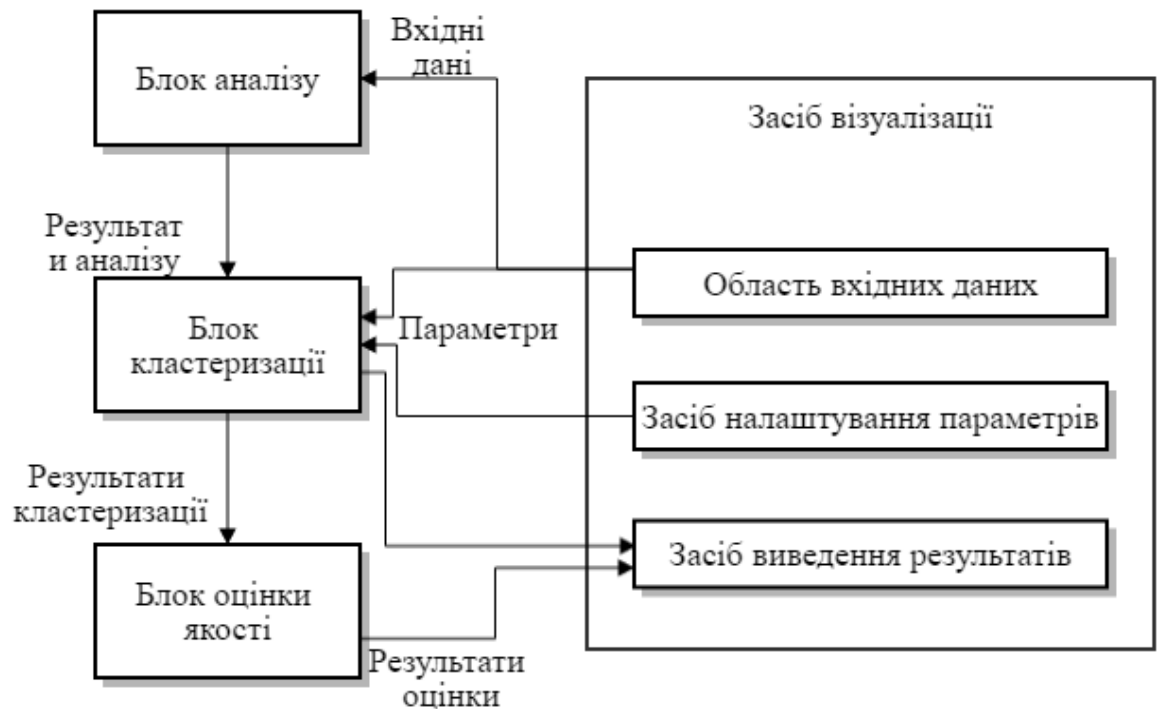 Вхідні
дані
Блок аналізу
Засіб візуалізації
Результат
и аналізу
Область вхідних даних
Блок
кластеризації
Параметри
Засіб налаштування параметрів
Результати
кластеризації
Засіб виведення результатів
Блок оцінки
якості
Результати
оцінки